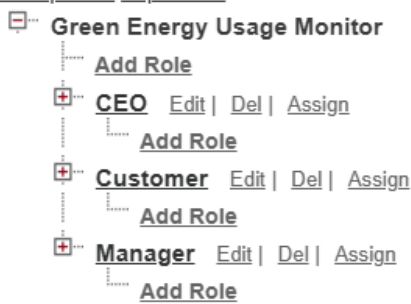 Green Energy Usage Monitor
Add Role
CEO Edit | Del | Assign
Add Role
Customer Edit | Del | Assign
Add Role
Manager Edit | Del | Assign
Add Role